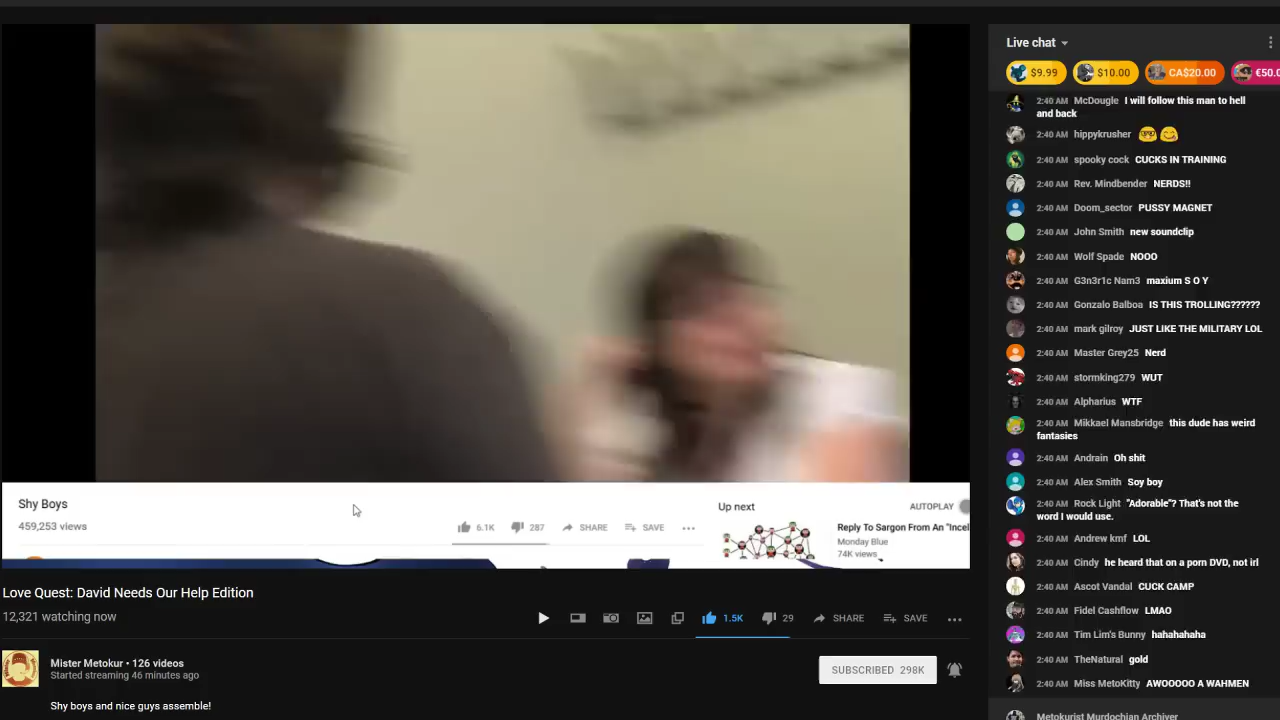 Live chat
$9.99
$10.00
CA$20.00
€50.0
2:40 AM McDougle I will follow this man to hell
and back
2:40 AM hippykrusher
2:40 AM spooky cock CUCKS IN TRAINING
2:40 AM Rev. Mindbender NERDS!!
2:40 AM Doom_sector PUSSY MAGNET
2:40 AM John Smith new soundclip
2:40 AM Wolf Spade NOOO
2:40 AM G3n3r1c Nam3 maxium S O Y
2:40 AM Gonzalo Balboa IS THIS TROLLING??????
2:40 AM mark gilroy JUST LIKE THE MILITARY LOL
2:40 AM Master Grey25 Nerd
2:40 AM stormking279 WUT
2:40 AM Alpharius WTF
2:40 AM Mikkael Mansbridge this dude has weird
fantasies
2:40 AM Andrain Oh shit
2:40 AM Alex Smith Soy boy
2:40 AM Rock Light "Adorable"? That's not the
word I would use.
2:40 AM Andrew kmf LOL
2:40 AM Cindy he heard that on a porn DVD, not irl
2:40 AM Ascot Vandal CUCK CAMP
2:40 AM Fidel Cashflow LMAO
2:40 AM Tim Lim's Bunny hahahahaha
2:40 AM TheNatural gold
2:40 AM Miss MetoKitty AWOOOOO A WAHMEN
Metokurist Murdochian Archiver
Shy Boys
459,253 views
6.1K
287
SHARE
SAVE
Up next
AUTOPLAY
Reply To Sargon From An "Incel
Monday Blue
74K views
Love Quest: David Needs Our Help Edition
12,321 watching now
1.5K
29
SHARE
SAVE
Mister Metokur • 126 videos
Started streaming 46 minutes ago
SUBSCRIBED 298K
Shy boys and nice guys assemble!